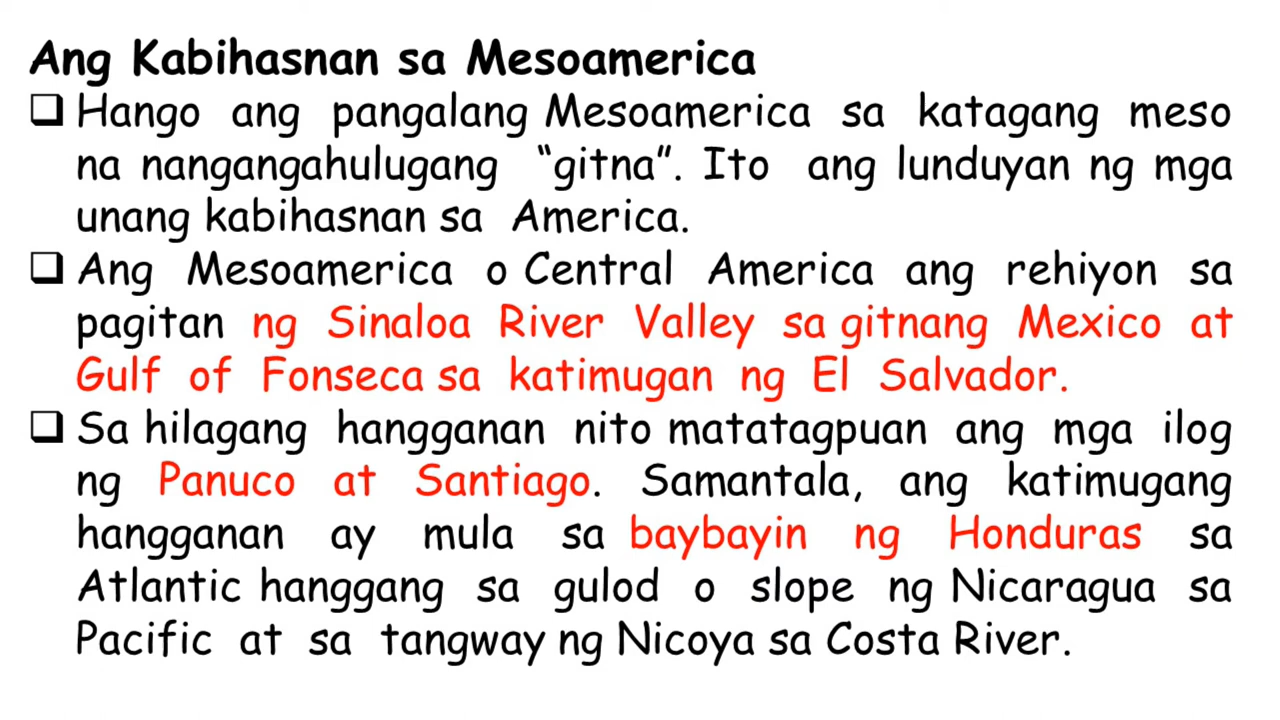 Ang Kabihasnan sa Mesoamerica
❑ Hango ang pangalang Mesoamerica sa katagang meso
na nangangahulugang “gitna”. Ito ang lunduyan ng mga
unang kabihasnan sa America.
❑ Ang Mesoamerica o Central America ang rehiyon sa
pagitan ng Sinaloa River Valley sa gitnang Mexico at
Gulf of Fonseca sa katimugan ng El Salvador.
❑ Sa hilagang hangganan nito matatagpuan ang mga ilog
ng Panuco at Santiago. Samantala, ang katimugang
hangganan ay mula sa baybayin ng Honduras sa
Atlantic hanggang sa gulod o slope ng Nicaragua sa
Pacific at sa tangway ng Nicoya sa Costa River.